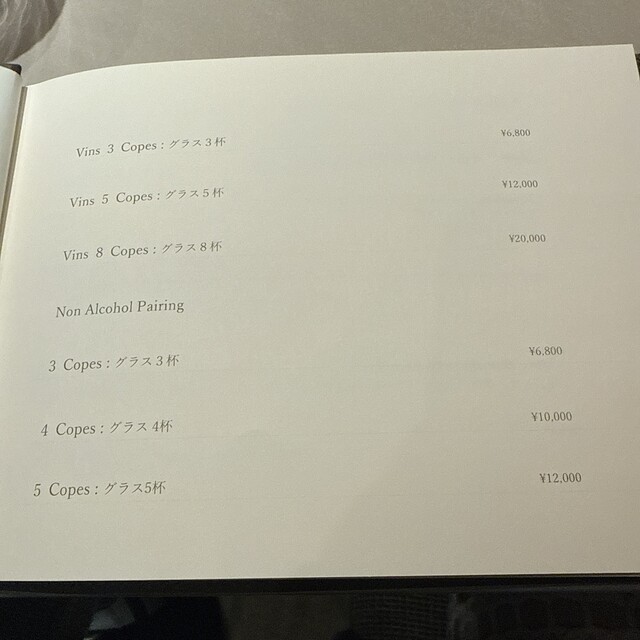 Vins 3 Copes : グラス3杯 ¥6,800
Vins 5 Copes : グラス5杯 ¥12,000
Vins 8 Copes : グラス8杯 ¥20,000
Non Alcohol Pairing
3 Copes : グラス3杯 ¥6,800
4 Copes : グラス 4杯 ¥10,000
5 Copes : グラス5杯 ¥12,000